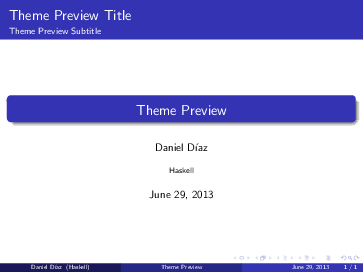 Theme Preview Title
Theme Preview Subtitle
Theme Preview
Daniel Díaz
Haskell
June 29, 2013
Daniel Díaz (Haskell) Theme Preview June 29, 2013 1 / 1